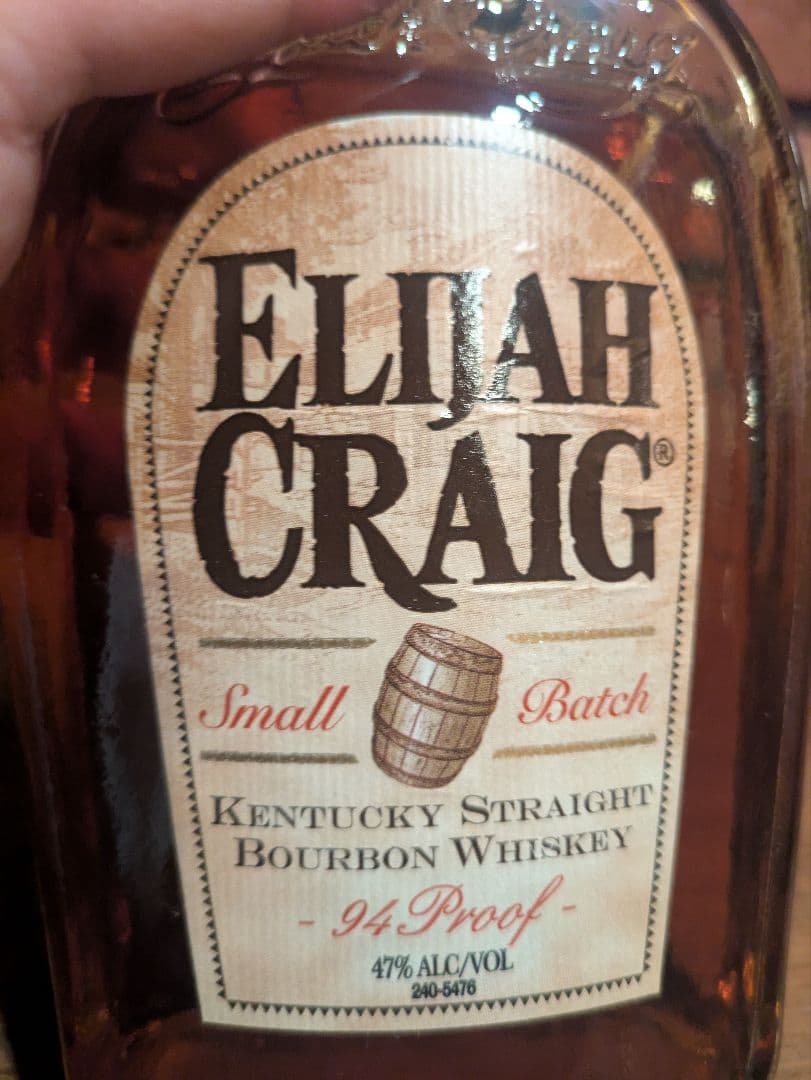 ELIJAH
CRAIG®
Small Batch
KENTUCKY STRAIGHT
BOURBON WHISKEY
- 94 Proof -
47% ALC/VOL
240-5476